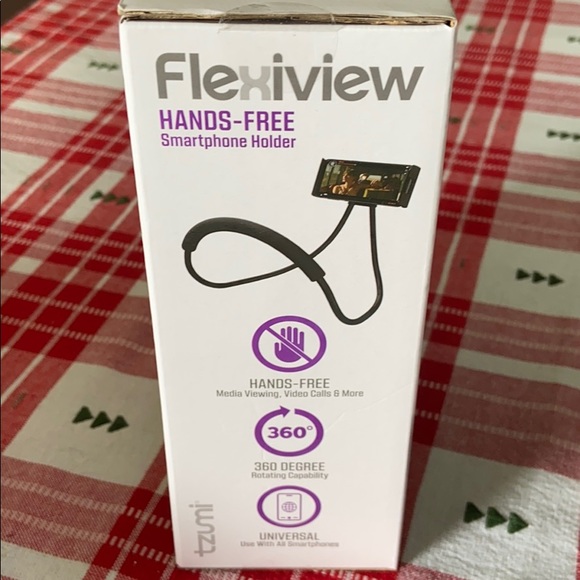 Flexiview
HANDS-FREE
Smartphone Holder
HANDS-FREE
Media Viewing, Video Calls & More
360°
360 DEGREE
Rotating Capability
UNIVERSAL
Use With All Smartphones
tzumi®